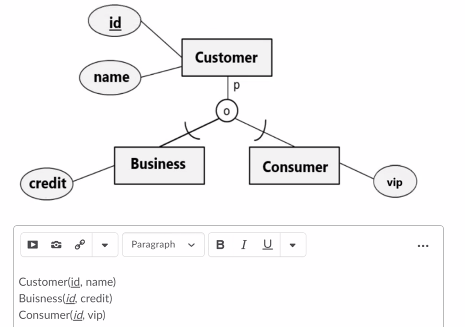 id
Customer
name
p
o
Business
Consumer
credit
vip
Paragraph
B I U
Customer(id, name)
Buisness(id, credit)
Consumer(id, vip)